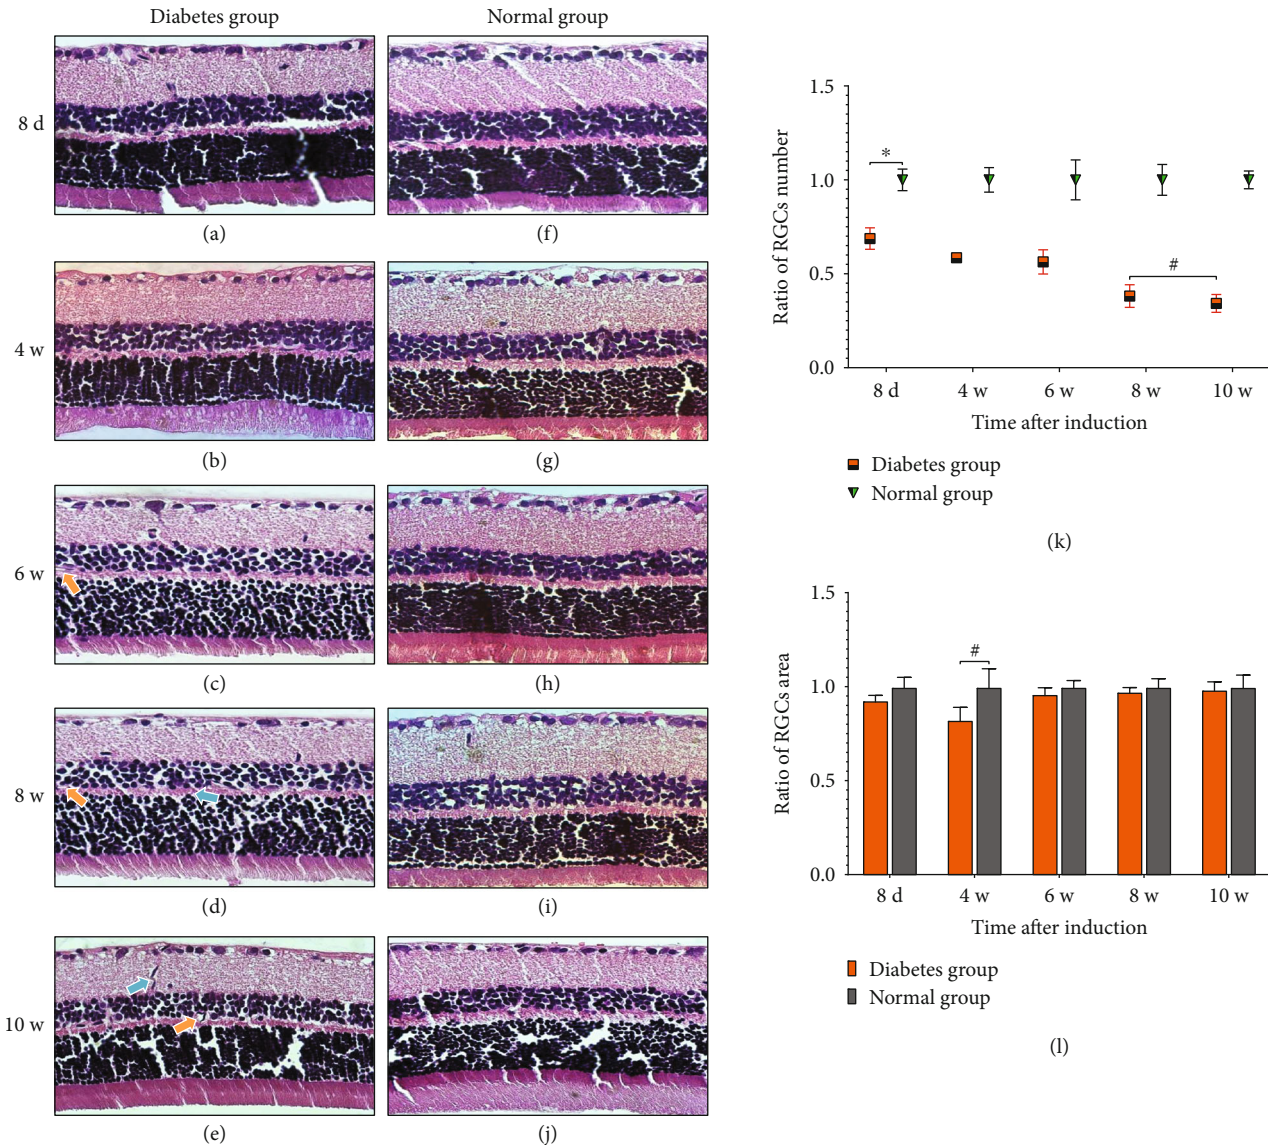 Diabetes group
Normal group
8 d
(a)
(f)
4 w
(b)
(g)
6 w
(c)
(h)
8 w
(d)
(i)
10 w
(e)
(j)
Ratio of RGCs number
1.5
1.0
0.5
0.0
*
#
8 d 4 w 6 w 8 w 10 w
Time after induction
Diabetes group
Normal group
(k)
Ratio of RGCs area
1.5
1.0
0.5
0.0
#
8 d 4 w 6 w 8 w 10 w
Time after induction
Diabetes group
Normal group
(l)